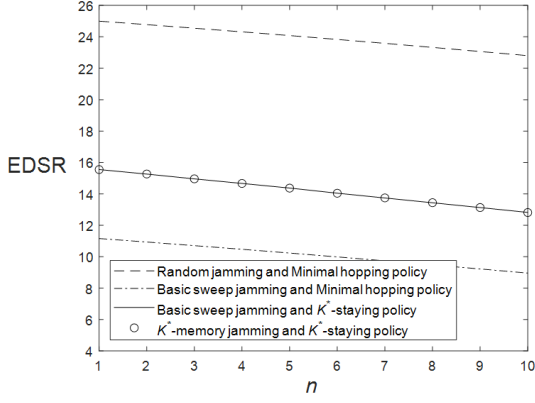 26
24
22
20
18
16
EDSR
14
12
10
8
6
4
Random jamming and Minimal hopping policy
Basic sweep jamming and Minimal hopping policy
Basic sweep jamming and K*-staying policy
K*-memory jamming and K*-staying policy
1 2 3 4 5 6 7 8 9 10
n